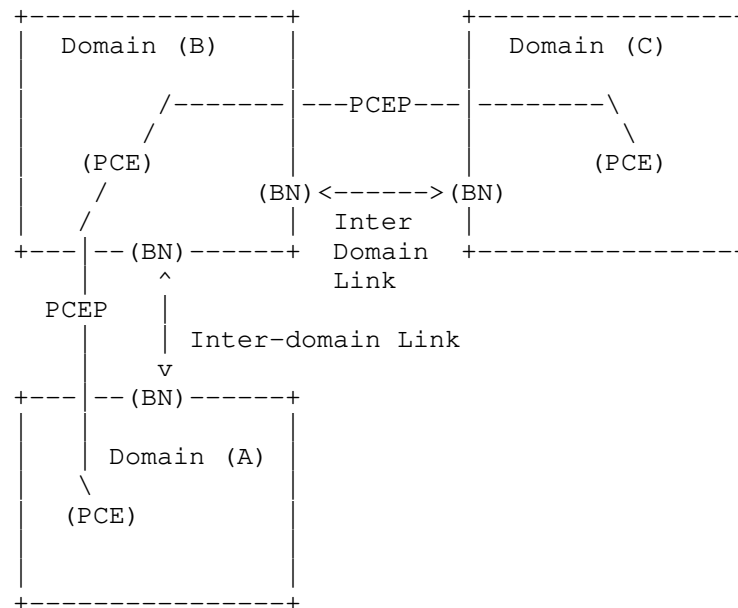 Domain (B) Domain (C)
PCEP
(PCE) (PCE)
(BN)<------>(BN)
Inter
(BN) Domain
Link
PCEP
Inter-domain Link
(BN)
Domain (A)
(PCE)